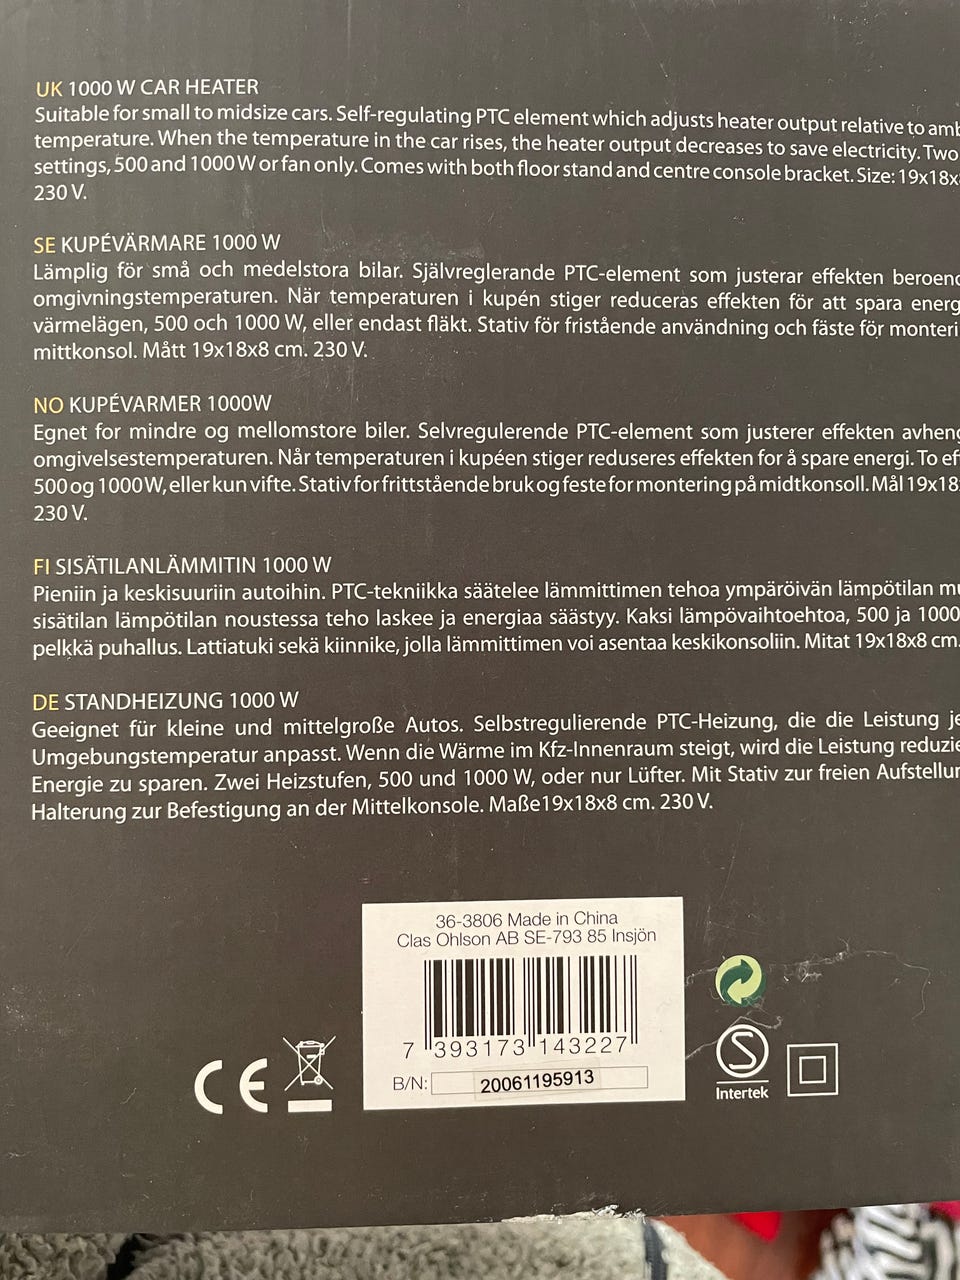 UK 1000 W CAR HEATER
Suitable for small to midsize cars. Self-regulating PTC element which adjusts heater output relative to
temperature. When the temperature in the car rises, the heater output decreases to save electricity. Two
settings, 500 and 1000 W or fan only. Comes with both floor stand and centre console bracket. Size: 19x18x
230 V.
SE KUPÉVÄRMARE 1000 W
Lämplig för små och medelstora bilar. Självreglerande PTC-element som justerar effekten
omgivningstemperaturen. När temperaturen i kupén stiger reduceras effekten för att spara
värmelägen, 500 och 1000 W, eller endast fläkt. Stativ för fristående användning och fäste för
mittkonsol. Mått 19x18x8 cm. 230 V.
NO KUPÉVARMER 1000W
Egnet for mindre og mellomstore biler. Selvregulerende PTC-element som justerer effekten
omgivelsestemperaturen. Når temperaturen i kupéen stiger reduseres effekten for å spare energi. To
500 og 1000 W, eller kun vifte. Stativ for frittstående bruk og feste for montering på midtkonsoll. Mål 19x18
230 V.
FI SISÄTILANLÄMMITIN 1000 W
Pieniin ja keskisuuriin autoihin. PTC-tekniikka säätelee lämmittimen tehoa ympäröivän lämpötilan
sisätilan lämpötilan noustessa teho laskee ja energiaa säästyy. Kaksi lämpövaihtoehtoa, 500 ja 1000
pelkkä puhallus. Lattiatuki sekä kiinnike, jolla lämmittimen voi asentaa keskikonsoliin. Mitat 19x18x8 cm.
DE STANDHEIZUNG 1000 W
Geeignet für kleine und mittelgroße Autos. Selbstregulierende PTC-Heizung, die die Leistung
Umgebungstemperatur anpasst. Wenn die Wärme im Kfz-Innenraum steigt, wird die Leistung
Energie zu sparen. Zwei Heizstufen, 500 und 1000 W, oder nur Lüfter. Mit Stativ zur freien
Halterung zur Befestigung an der Mittelkonsole. Maße19x18x8 cm. 230 V.
36-3806 Made in China
Clas Ohlson AB SE-793 85 Insjön
7 393173 143227
B/N: 20061195913
CE
S
Intertek